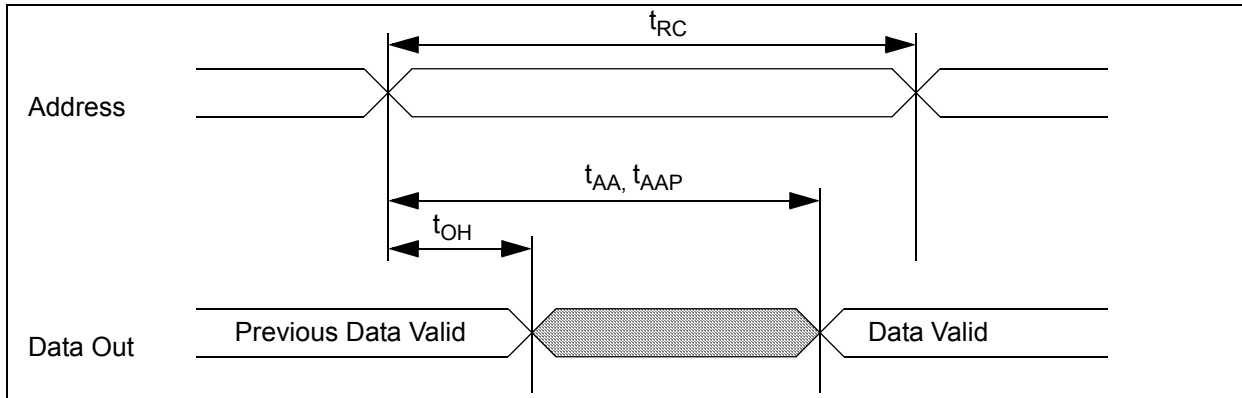 tRC
Address
tAA, tAAP
tOH
Previous Data Valid
Data Valid
Data Out